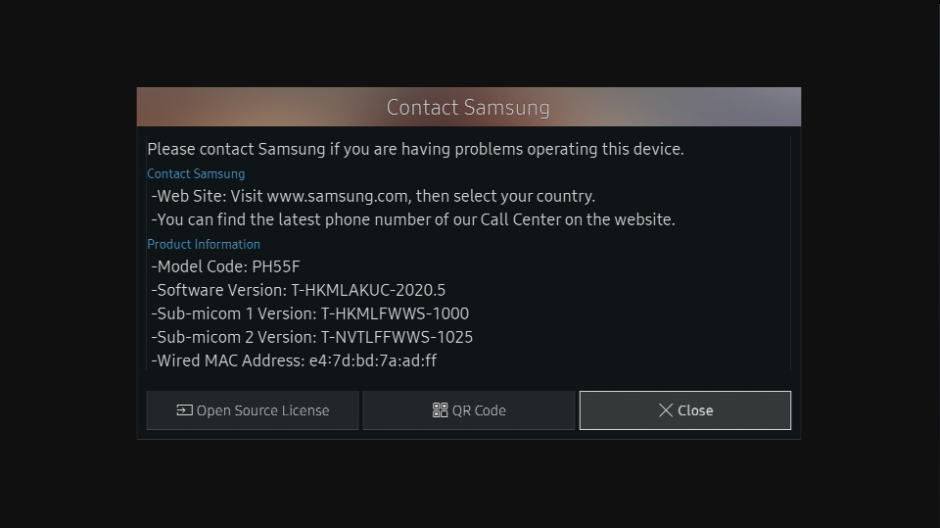 Contact Samsung
Please contact Samsung if you are having problems operating this device.
Contact Samsung
-Web Site: Visit www.samsung.com, then select your country.
-You can find the latest phone number of our Call Center on the website.
Product Information
-Model Code: PH55F
-Software Version: T-HKMLAKUC-2020.5
-Sub-micom 1 Version: T-HKMLFWWS-1000
-Sub-micom 2 Version: T-NVTLFFWWS-1025
-Wired MAC Address: e4:7d:bd:7a:ad:ff
Open Source License
QR Code
Close